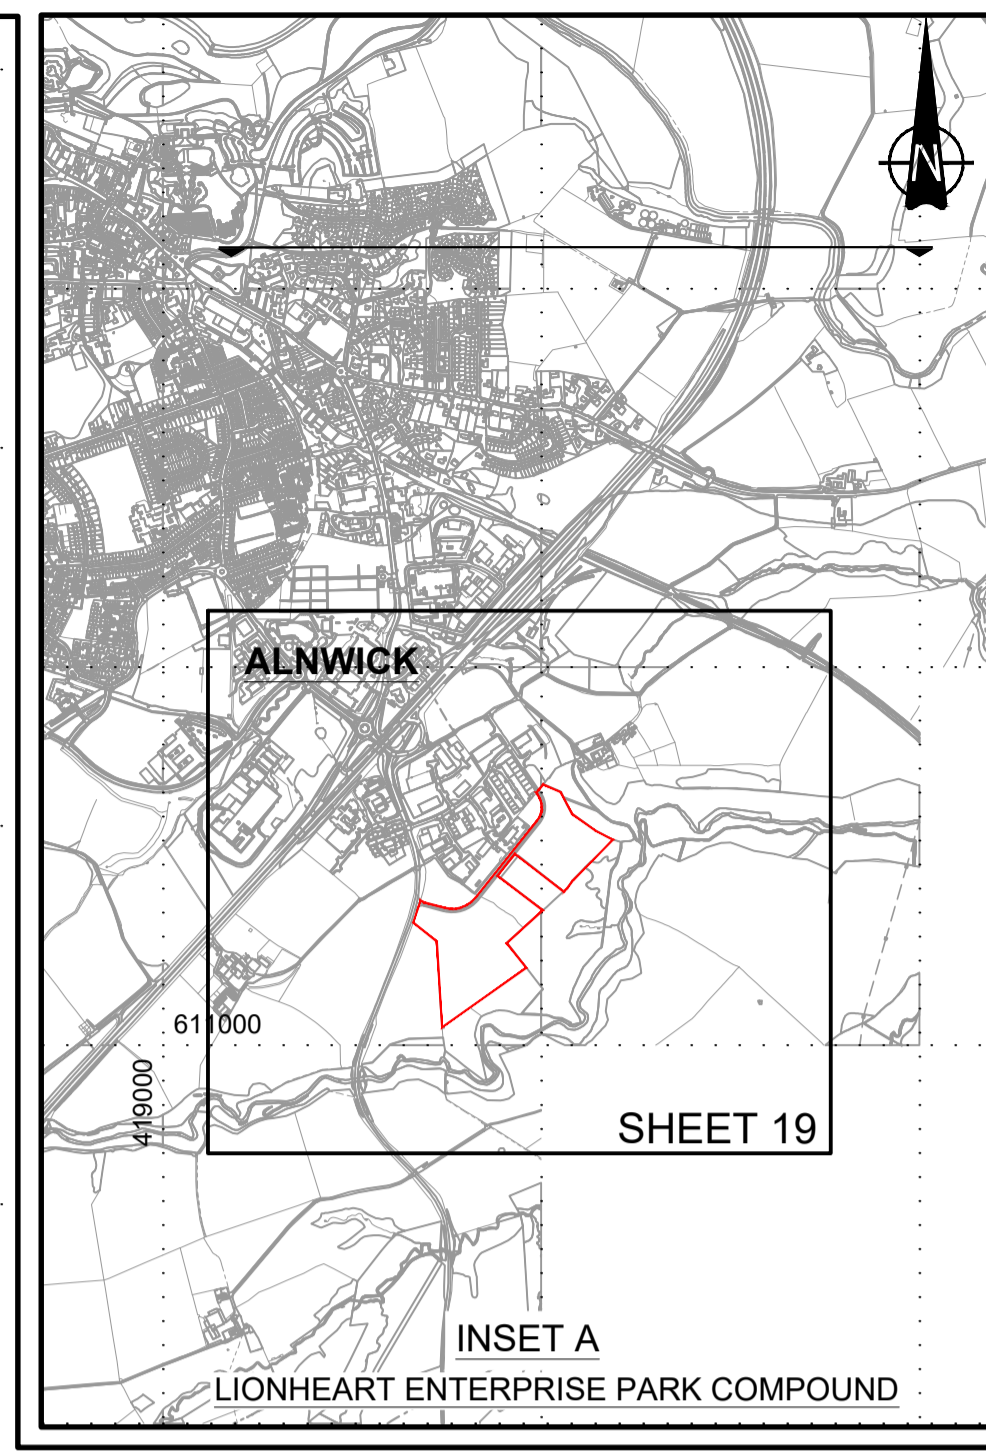 N
ALNWICK
611000
419000
SHEET 19
INSET A
LIONHEART ENTERPRISE PARK COMPOUND